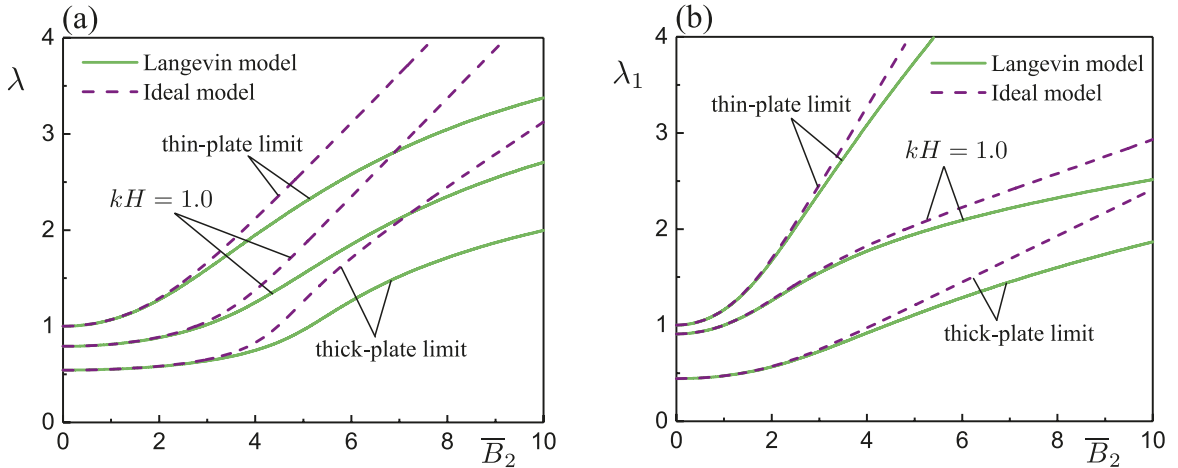 (a)
λ
4
3
2
1
0
Langevin model
Ideal model
thin-plate limit
kH = 1.0
thick-plate limit
0 2 4 6 8 10
B̅₂
(b)
λ₁
4
3
2
1
0
Langevin model
Ideal model
thin-plate limit
kH = 1.0
thick-plate limit
0 2 4 6 8 10
B̅₂